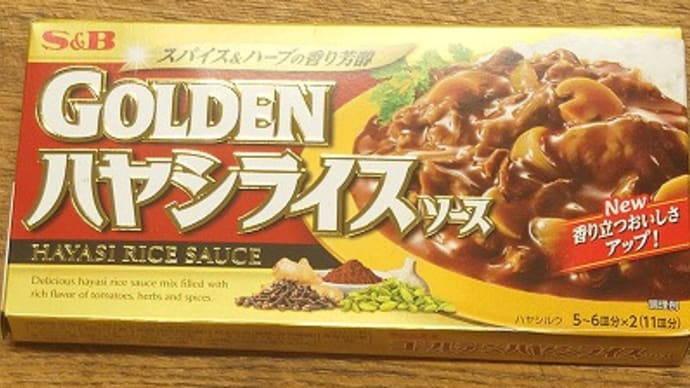 S&B
スパイス&ハーブの香り芳醇
GOLDEN
ハヤシライスソース
HAYASI RICE SAUCE
Delicious hayasi rice sauce mix filled with
rich flavor of tomatoes, herbs and spices.
New
香り立つおいしさ
アップ!
調理例
ハヤシルウ 5~6皿分×2(11皿分)